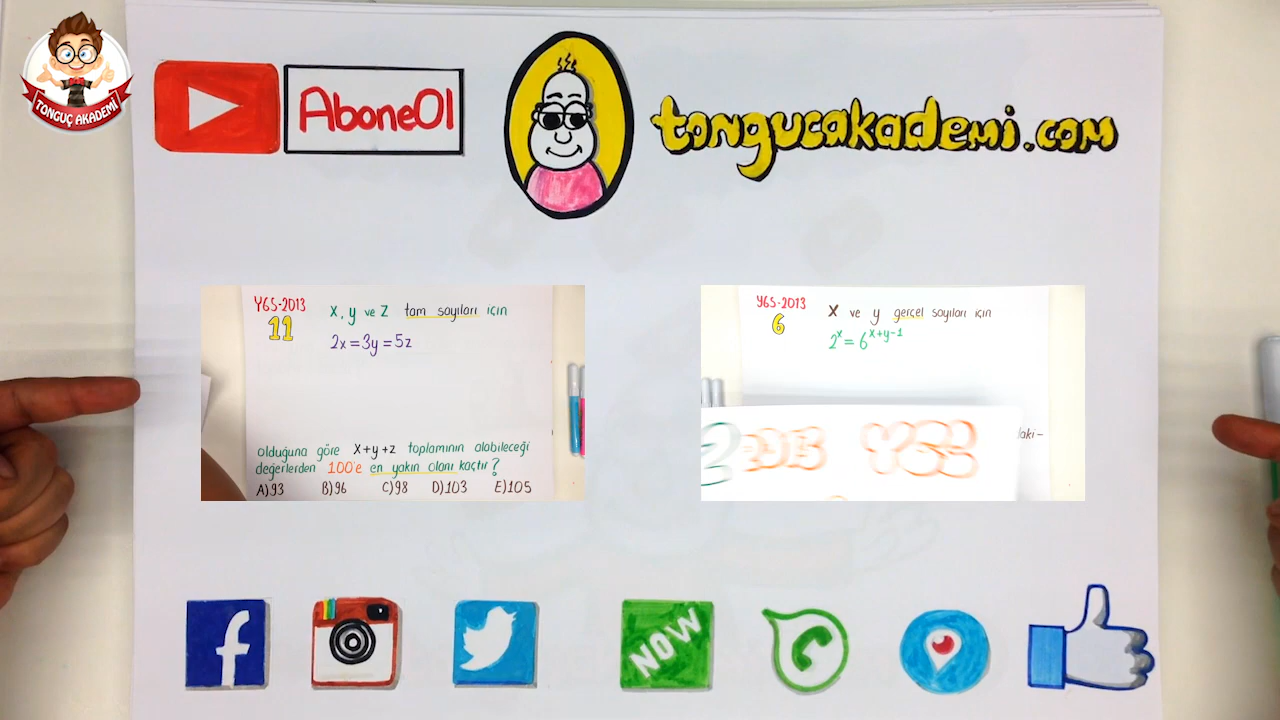 TONGUÇ AKADEMİ
Abone Ol
tongucakademi.com
YGS-2013
11
x, y ve z tam sayıları için
2x=3y=5z
olduğuna göre x+y+z toplamının alabileceği
değerlerden 100'e en yakın olanı kaçtır?
A)93 B)96 C)98 D)103 E)105
YGS-2013
6
x ve y gerçel sayıları için
2^x = 6^{x+y-1}
NOW